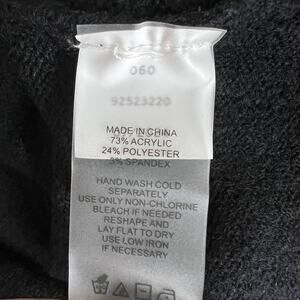 060
92523220
MADE IN CHINA
73% ACRYLIC
24% POLYESTER
3% SPANDEX
HAND WASH COLD
SEPARATELY
USE ONLY NON-CHLORINE
BLEACH IF NEEDED
RESHAPE AND
LAY FLAT TO DRY
USE LOW IRON
IF NECESSARY